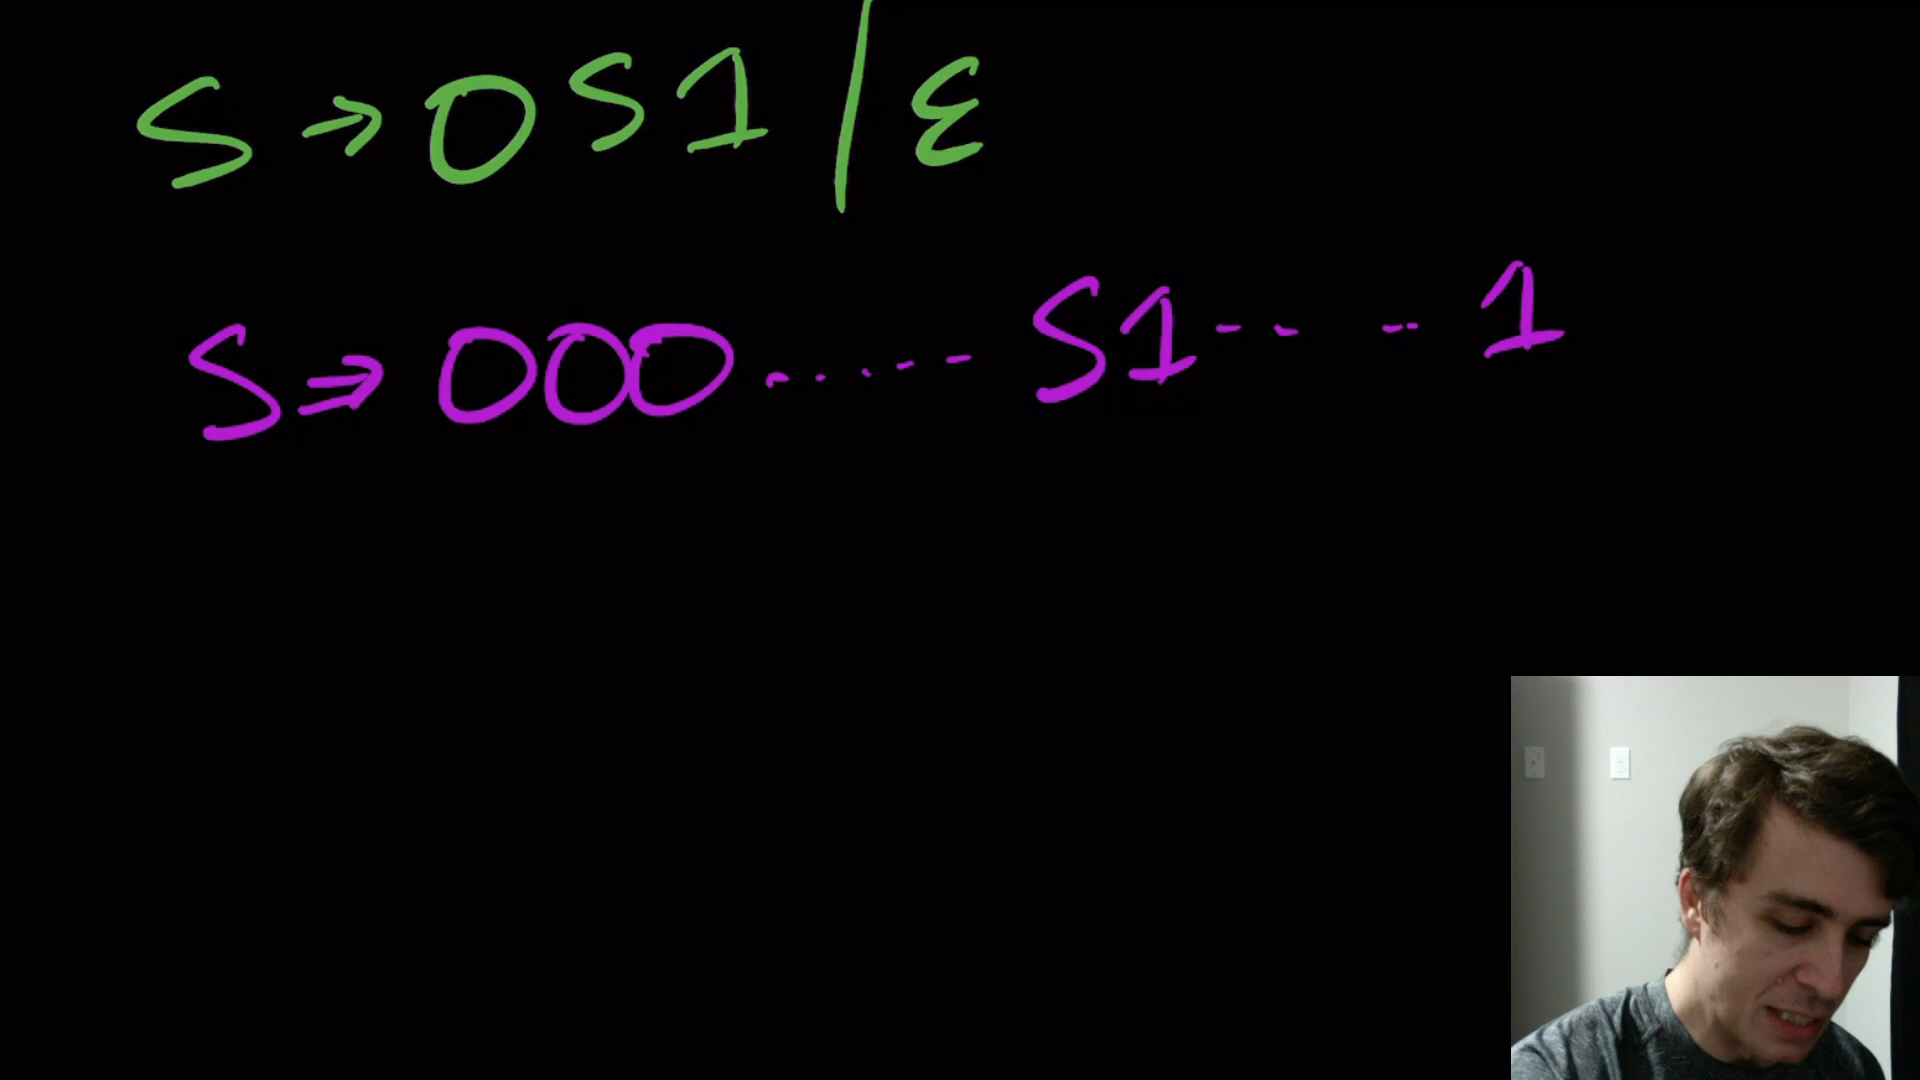 S → 0S1 | ε
S ⇒ 000..... S1-- -- 1